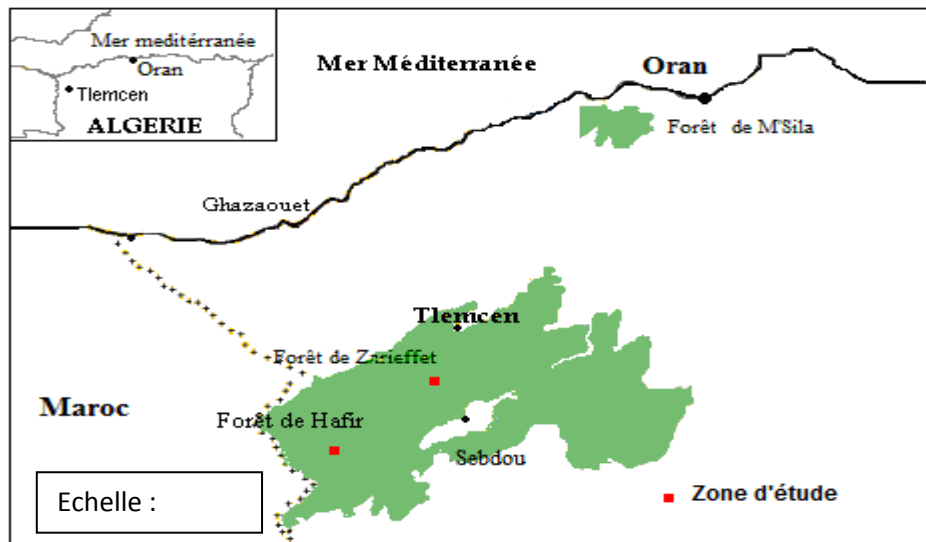 Mer meditérranée
Oran
Tlemcen
ALGERIE
Mer Méditerranée
Oran
Forêt de M'Sila
Ghazaouet
Tlemcen
Forêt de Zarieffet
Maroc
Forêt de Hafir
Sebdou
Echelle :
Zone d'étude